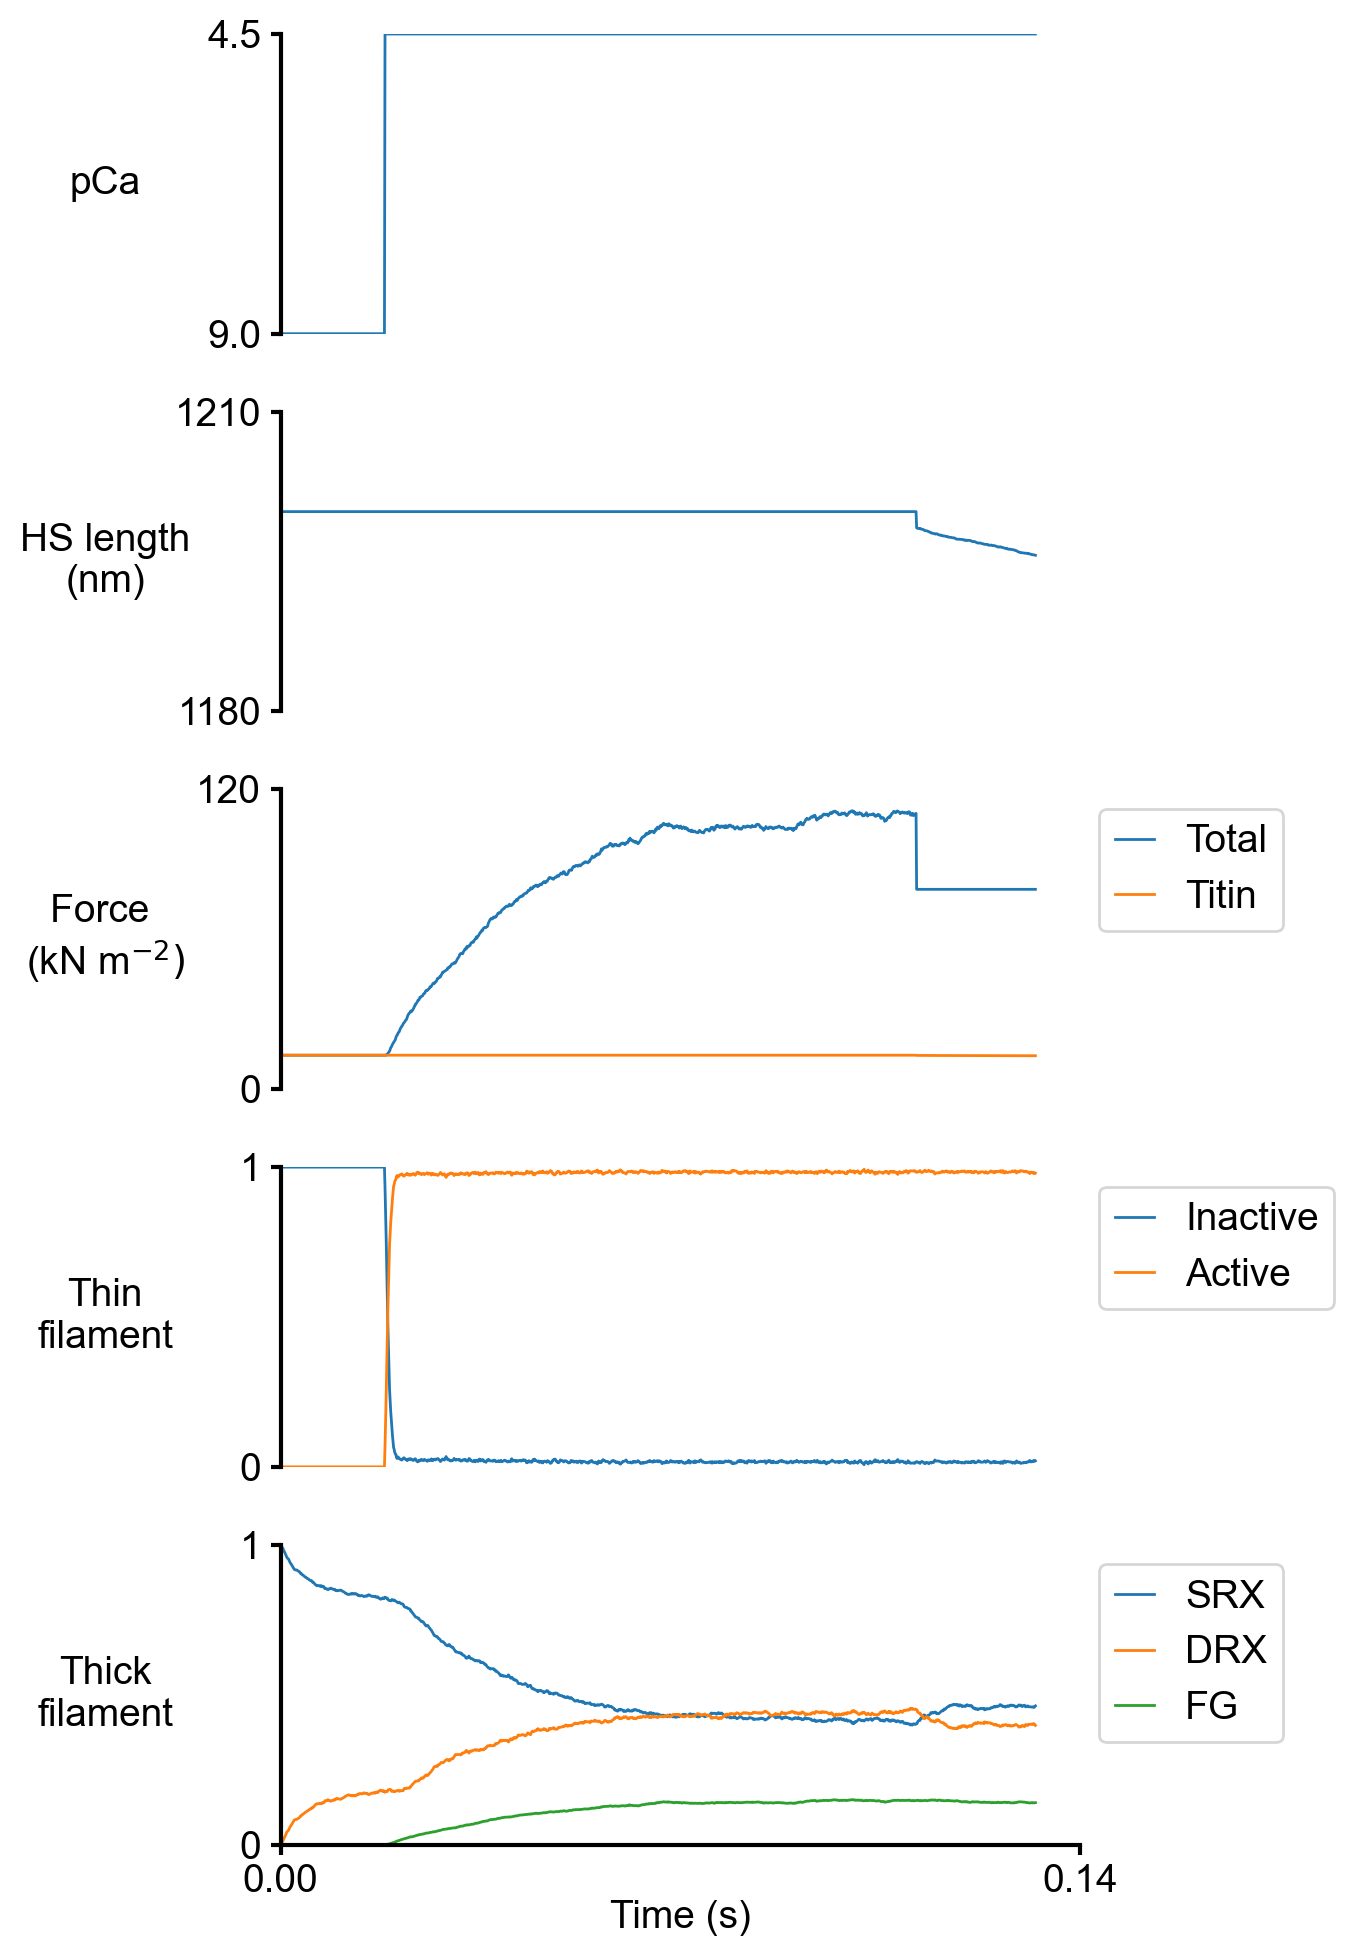 4.5
pCa
9.0
1210
HS length
(nm)
1180
120
Total
Titin
Force
(kN m⁻²)
0
1
Inactive
Active
Thin
filament
0
1
SRX
DRX
FG
Thick
filament
0
0.00
0.14
Time (s)